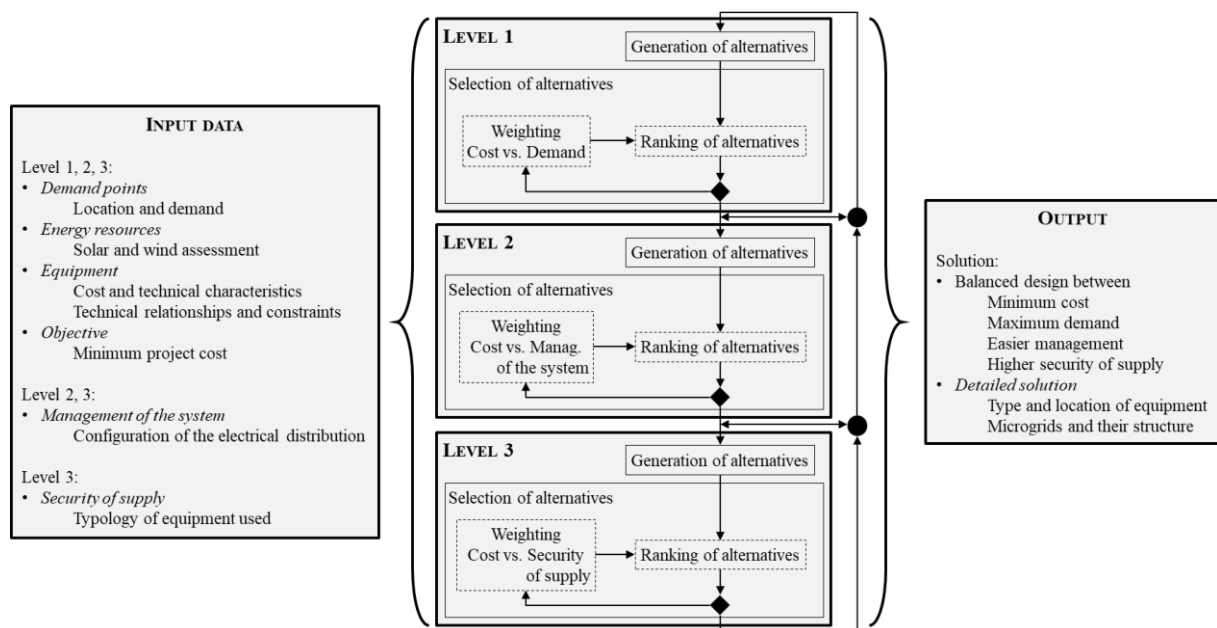 INPUT DATA
Level 1, 2, 3:
• Demand points
Location and demand
• Energy resources
Solar and wind assessment
• Equipment
Cost and technical characteristics
Technical relationships and constraints
• Objective
Minimum project cost
Level 2, 3:
• Management of the system
Configuration of the electrical distribution
Level 3:
• Security of supply
Typology of equipment used
LEVEL 1
Generation of alternatives
Selection of alternatives
Weighting
Cost vs. Demand
Ranking of alternatives
LEVEL 2
Generation of alternatives
Selection of alternatives
Weighting
Cost vs. Manag.
of the system
Ranking of alternatives
LEVEL 3
Generation of alternatives
Selection of alternatives
Weighting
Cost vs. Security
of supply
Ranking of alternatives
OUTPUT
Solution:
• Balanced design between
Minimum cost
Maximum demand
Easier management
Higher security of supply
• Detailed solution
Type and location of equipment
Microgrids and their structure